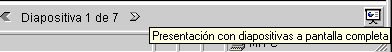 Diapositiva 1 de 7
Presentación con diapositivas a pantalla completa